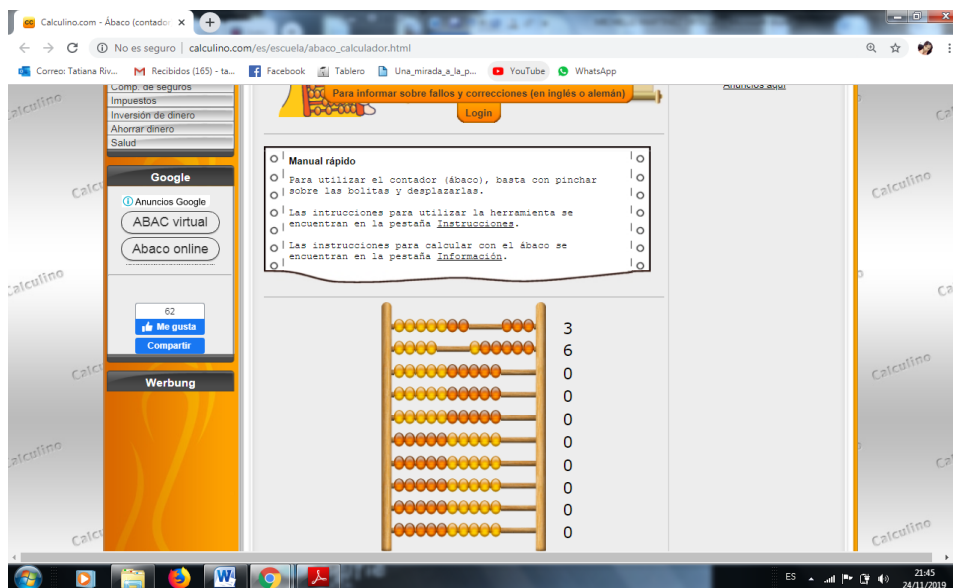 Calculino.com - Ábaco (contador
No es seguro | calculino.com/es/escuela/abaco_calculador.html
Correo: Tatiana Riv...
Recibidos (165) - ta...
Facebook
Tablero
Una_mirada_a_la_p...
YouTube
WhatsApp
Comp. de seguros
Impuestos
Inversión de dinero
Ahorrar dinero
Salud
Para informar sobre fallos y correcciones (en inglés o alemán)
Login
Anuncios aquí
Google
Anuncios Google
ABAC virtual
Abaco online
62
Me gusta
Compartir
Werbung
Manual rápido
Para utilizar el contador (ábaco), basta con pinchar
sobre las bolitas y desplazarlas.
Las intrucciones para utilizar la herramienta se
encuentran en la pestaña Instrucciones.
Las instrucciones para calcular con el ábaco se
encuentran en la pestaña Información.
3
6
0
0
0
0
0
0
0
0
Calculino
Calculino
Calculino
ES
21:45
24/11/2019